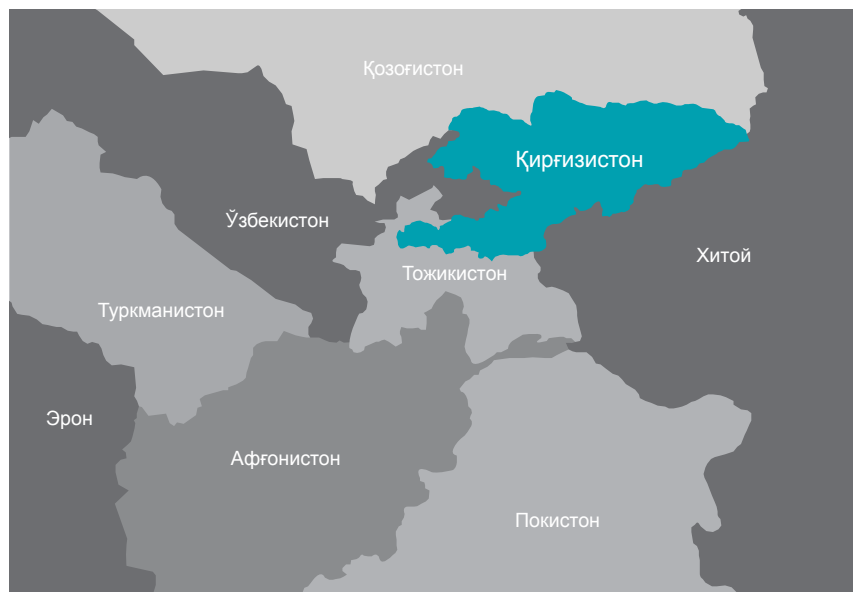 Қозоғистон
Қирғизистон
Ўзбекистон
Хитой
Тожикистон
Туркманистон
Эрон
Афғонистон
Покистон